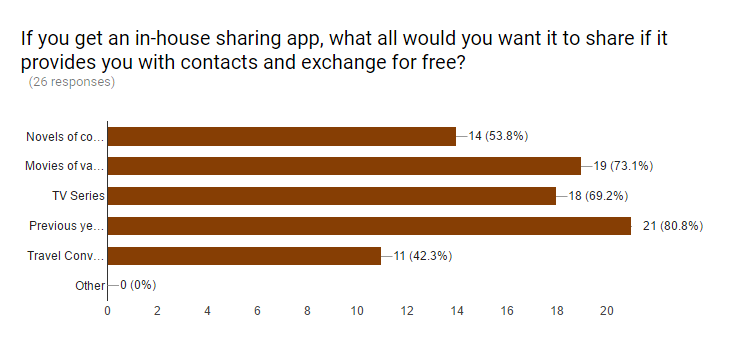 If you get an in-house sharing app, what all would you want it to share if it
provides you with contacts and exchange for free?
(26 responses)
Novels of co... 14 (53.8%)
Movies of va... 19 (73.1%)
TV Series 18 (69.2%)
Previous ye... 21 (80.8%)
Travel Conv... 11 (42.3%)
Other 0 (0%)
0 2 4 6 8 10 12 14 16 18 20